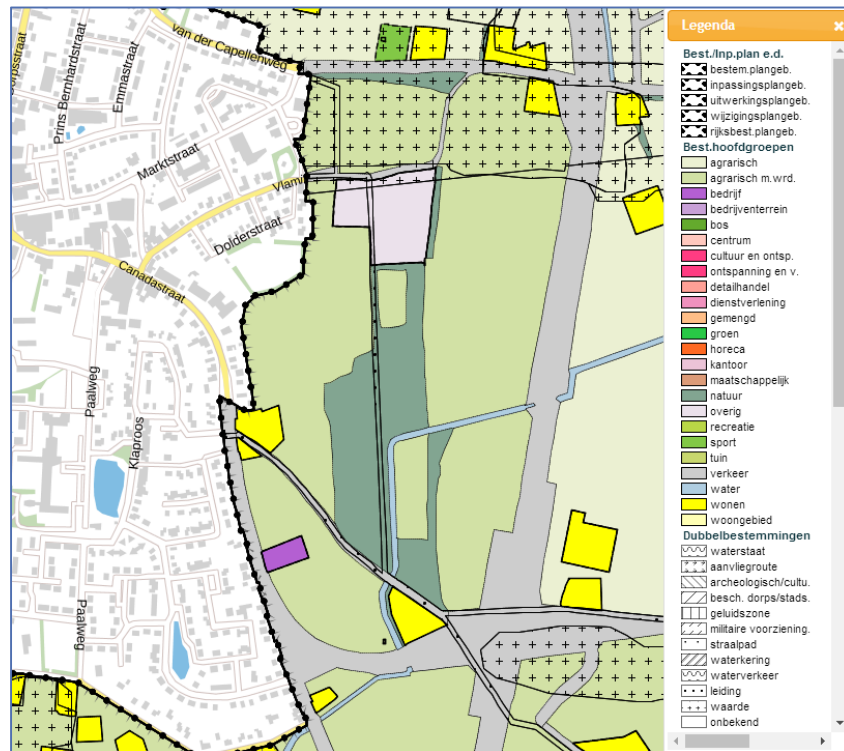 van der Capellenweg
Dorpsstraat
Prins Bernhardstraat
Emmastraat
Marktstraat
Vlami
Dolderstraat
Canadastraat
Paalweg
Klaproos
Paalweg
Legenda
Best./Inp.plan e.d.
bestem.plangeb.
inpassingsplangeb.
uitwerkingsplangeb.
wijzigingsplangeb.
rijksbest.plangeb.
Best.hoofdgroepen
agrarisch
agrarisch m.wrd.
bedrijf
bedrijventerrein
bos
centrum
cultuur en ontsp.
ontspanning en v.
detailhandel
dienstverlening
gemengd
groen
horeca
kantoor
maatschappelijk
natuur
overig
recreatie
sport
tuin
verkeer
water
wonen
woongebied
Dubbelbestemmingen
waterstaat
aanvliegroute
archeologisch/cultu.
besch. dorps/stads.
geluidszone
militaire voorziening.
straalpad
waterkering
waterverkeer
leiding
waarde
onbekend